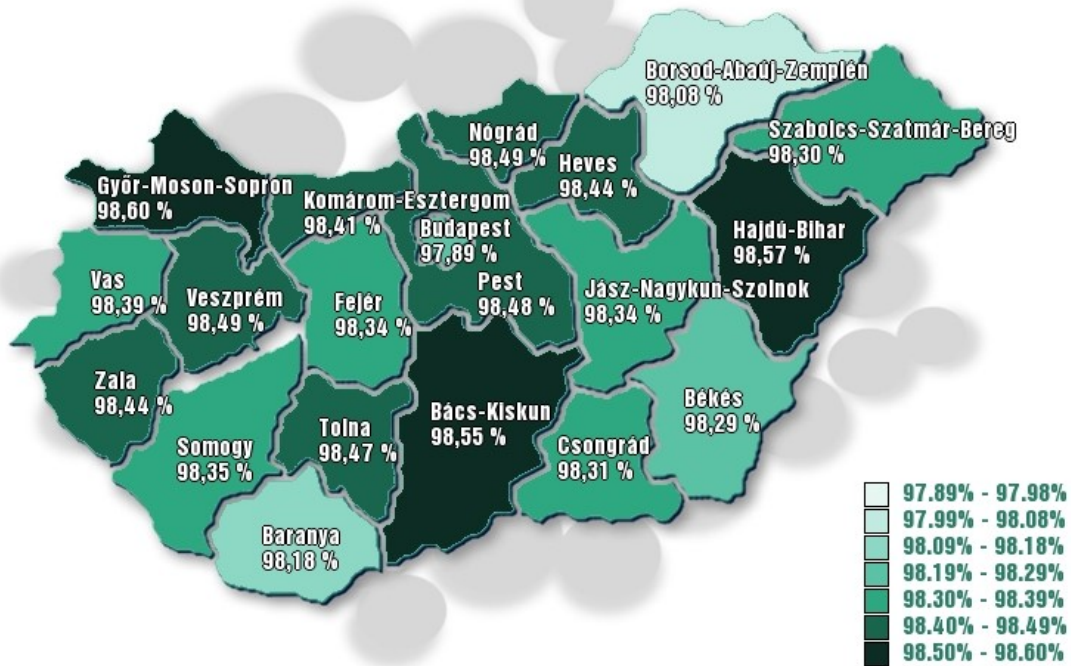 Borsod-Abaúj-Zemplén
98,08 %
Szabolcs-Szatmár-Bereg
98,30 %
Nógrád
98,49 %
Heves
98,44 %
Győr-Moson-Sopron
98,60 %
Komárom-Esztergom
98,41 %
Budapest
97,89 %
Hajdú-Bihar
98,57 %
Vas
98,39 %
Veszprém
98,49 %
Fejér
98,34 %
Pest
98,48 %
Jász-Nagykun-Szolnok
98,34 %
Zala
98,44 %
Somogy
98,35 %
Tolna
98,47 %
Bács-Kiskun
98,55 %
Csongrád
98,31 %
Békés
98,29 %
Baranya
98,18 %
97.89% - 97.98%
97.99% - 98.08%
98.09% - 98.18%
98.19% - 98.29%
98.30% - 98.39%
98.40% - 98.49%
98.50% - 98.60%